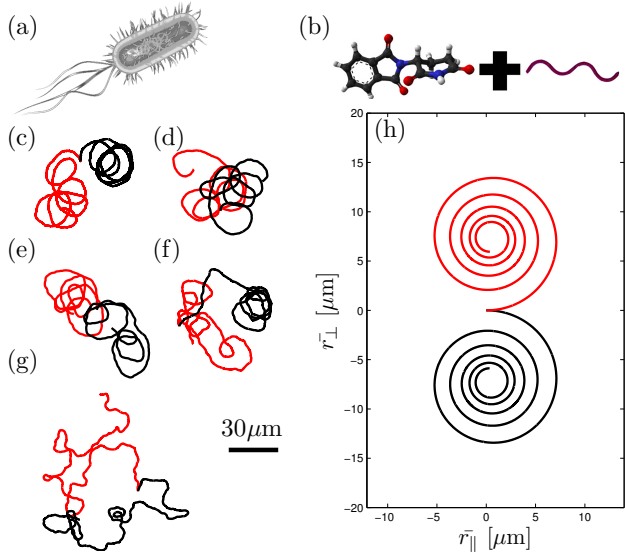 (a)
(b)
(c)
(d)
(e)
(f)
(g)
30μm
(h)
20
15
10
5
0
−5
−10
−15
−20
−10
−5
0
5
10
r̄⊥ [μm]
r̄∥ [μm]